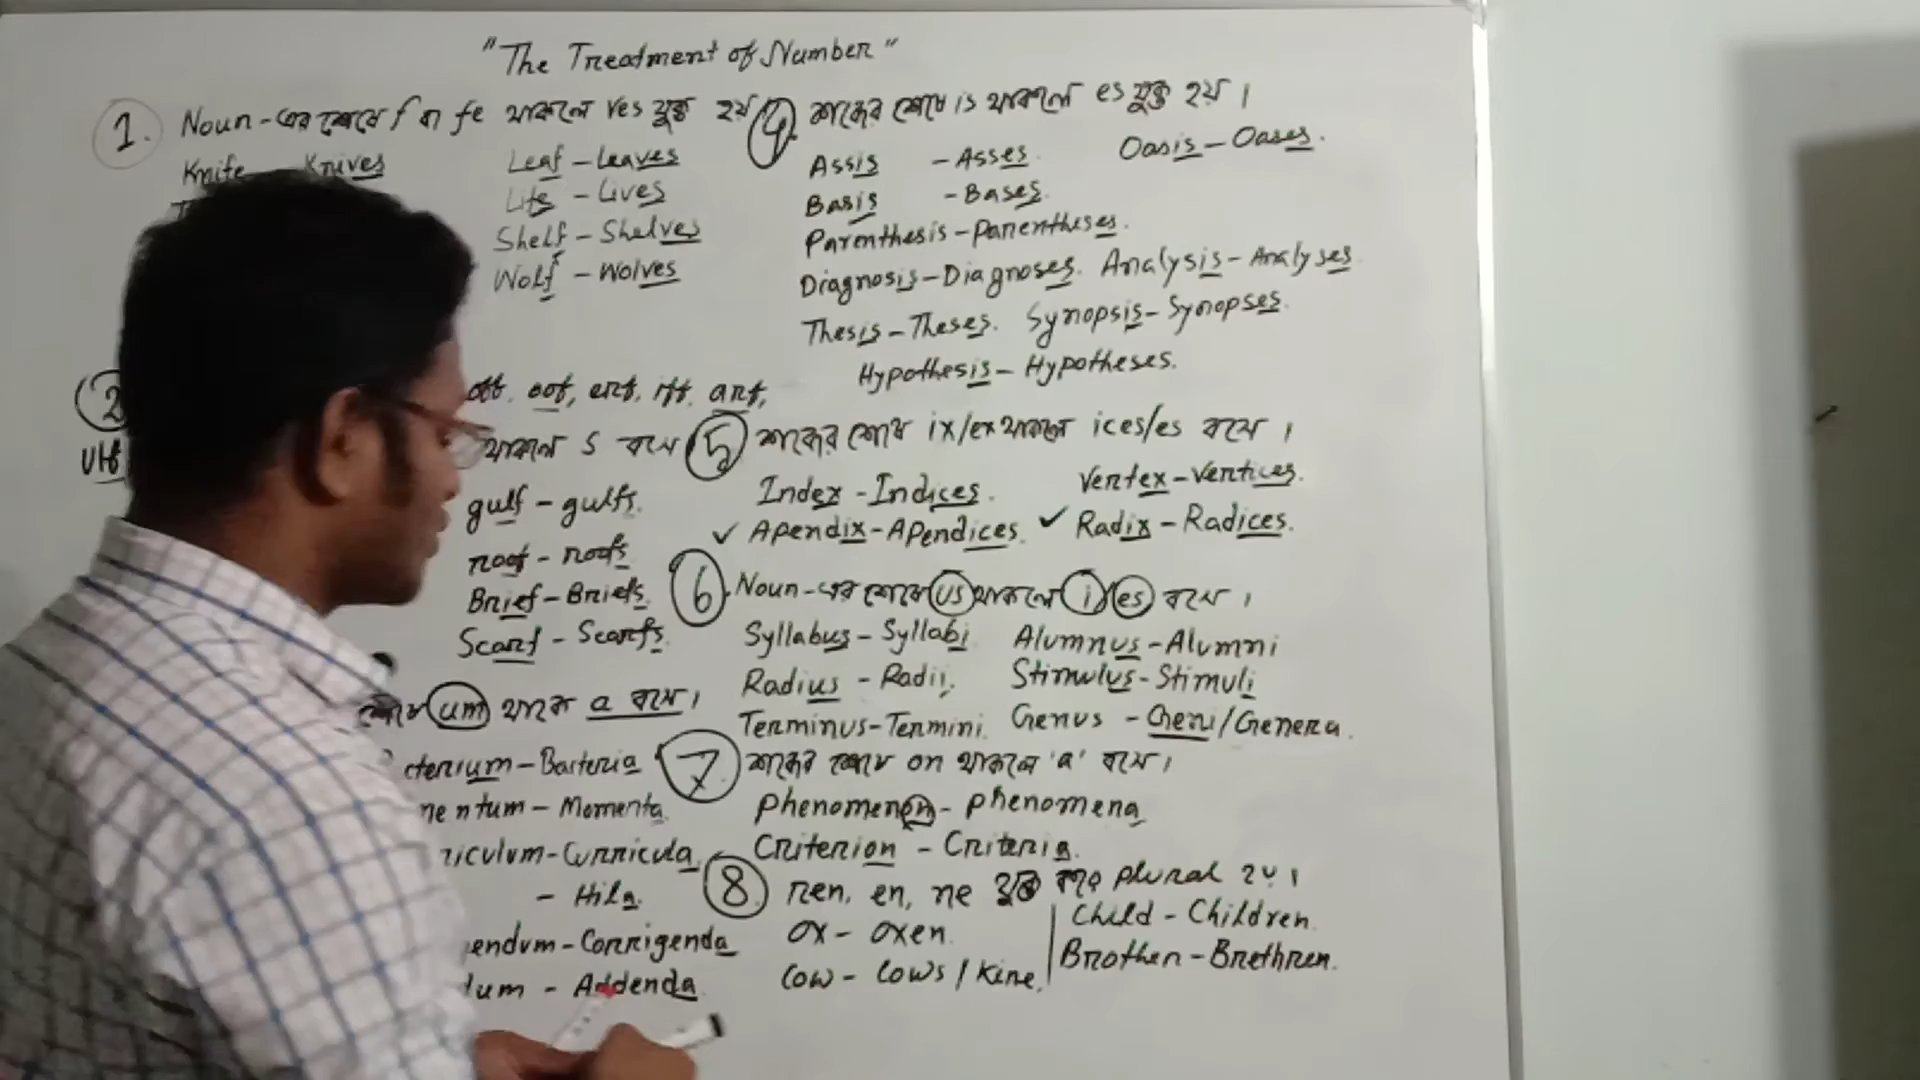 "The Treatment of Number"
1. Noun-এর শেষে f বা fe থাকলে ves যুক্ত হয়
Knife - Knives
Leaf - Leaves
Life - Lives
Shelf - Shelves
Wolf - Wolves
2
off, oof, erf, iff, arf,
থাকলে s বসে
gulf - gulfs
roof - roofs
Brief - Briefs
Scarf - Scarfs
শেষে um থাকে a বসে।
cterium - Bacteria
mentum - Momenta
riculum - Curricula
- Hila
endum - Corrigenda
dum - Addenda
4. শব্দের শেষে is থাকলে es যুক্ত হয়।
Assis - Asses Oasis - Oases.
Basis - Bases.
Parenthesis - Parentheses.
Diagnosis - Diagnoses. Analysis - Analyses
Thesis - Theses. Synopsis - Synopses.
Hypothesis - Hypotheses.
5 শব্দের শেষে ix/ex থাকলে ices/es বসে।
Index - Indices. Vertex - Vertices.
✓ Apendix - Apendices. ✓ Radix - Radices.
6. Noun-এর শেষে us থাকলে i/es বসে।
Syllabus - Syllabi Alumnus - Alumni
Radius - Radii. Stimulus - Stimuli
Terminus - Termini. Genus - Geni/Genera.
7 শব্দের শেষে on থাকলে 'a' বসে।
Phenomenon - Phenomena
Criterion - Criteria.
8. ren, en, ne যুক্ত করে plural হয়।
Ox - Oxen. Child - Children.
Cow - Cows / Kine. Brother - Brethren.